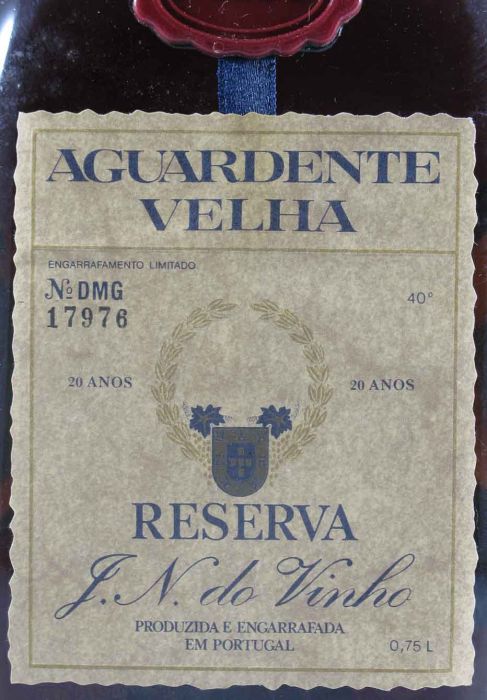 AGUARDENTE
VELHA
ENGARRAFAMENTO LIMITADO
Nº DMG
17976
40°
20 ANOS
20 ANOS
RESERVA
J. N. do Vinho
PRODUZIDA E ENGARRAFADA
EM PORTUGAL
0,75 L